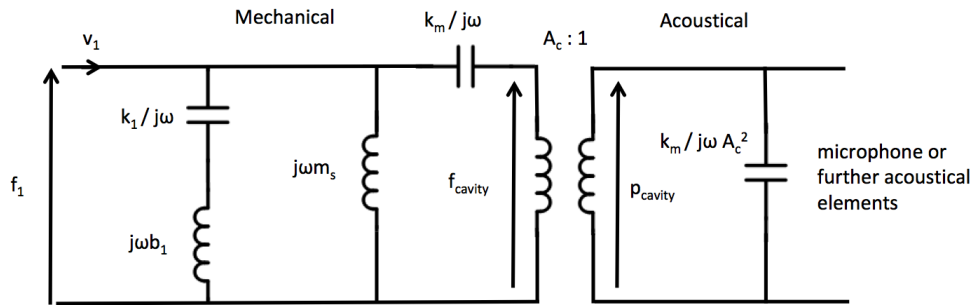 Mechanical
k_m / jω
Acoustical
v_1
A_c : 1
k_1 / jω
jωm_s
k_m / jω A_c^2
f_1
f_cavity
p_cavity
microphone or
further acoustical
elements
jωb_1